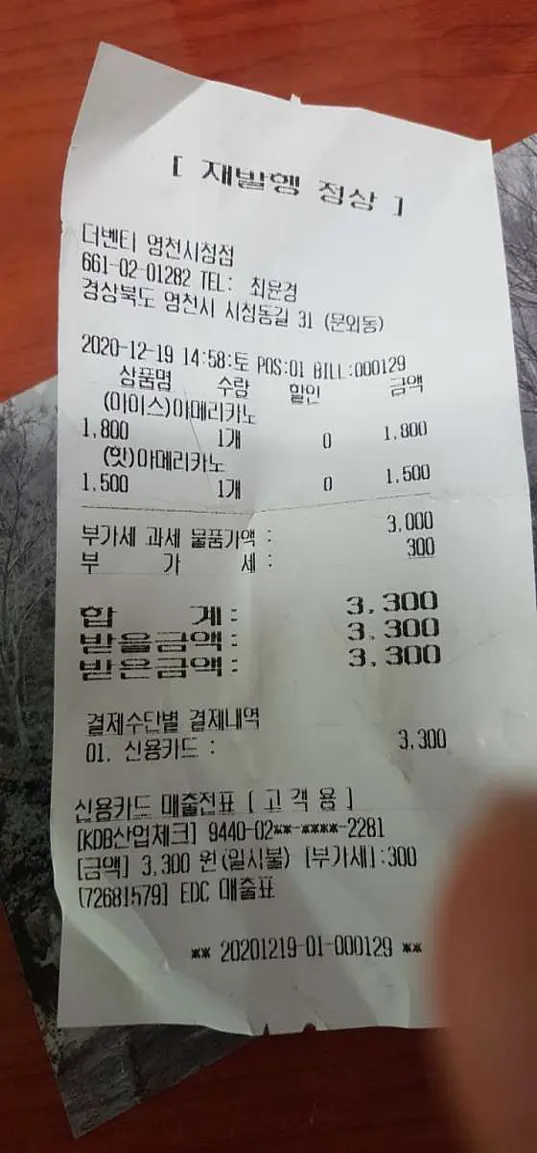 [ 재발행 정상 ]
더벤티 영천시청점
661-02-01282 TEL: 최윤경
경상북도 영천시 시청동길 31 (문외동)
2020-12-19 14:58:토 POS:01 BILL:000129
상품명 수량 할인 금액
(아이스)아메리카노
1,800 1개 0 1,800
(핫)아메리카노
1,500 1개 0 1,500
부가세 과세 물품가액 : 3,000
부 가 세 : 300
합 계 : 3,300
받을금액 : 3,300
받은금액 : 3,300
결제수단별 결제내역
01. 신용카드 : 3,300
신용카드 매출전표 [ 고 객 용 ]
[KDB산업체크] 9440-02**-****-2281
[금액] 3,300 원(일시불) [부가세]:300
[72681579] EDC 매출표
** 20201219-01-000129 **